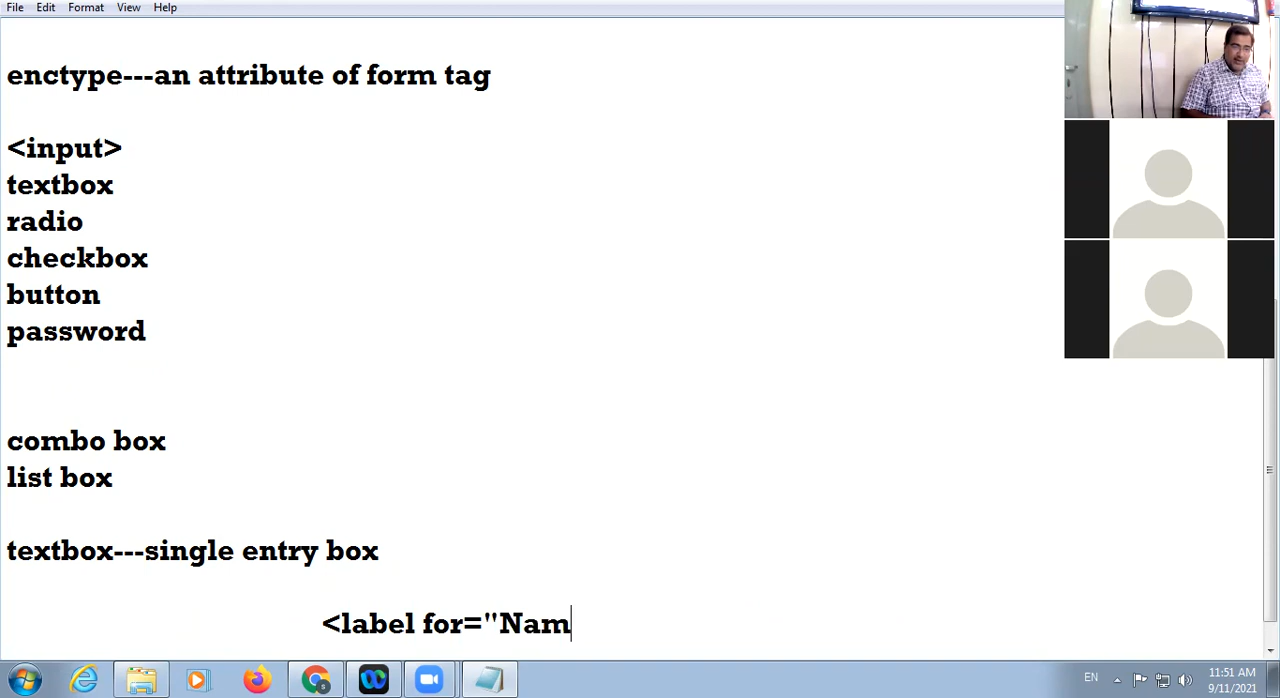 File Edit Format View Help
enctype---an attribute of form tag
<input>
textbox
radio
checkbox
button
password
combo box
list box
textbox---single entry box
<label for="Nam
EN
11:51 AM
9/11/2021